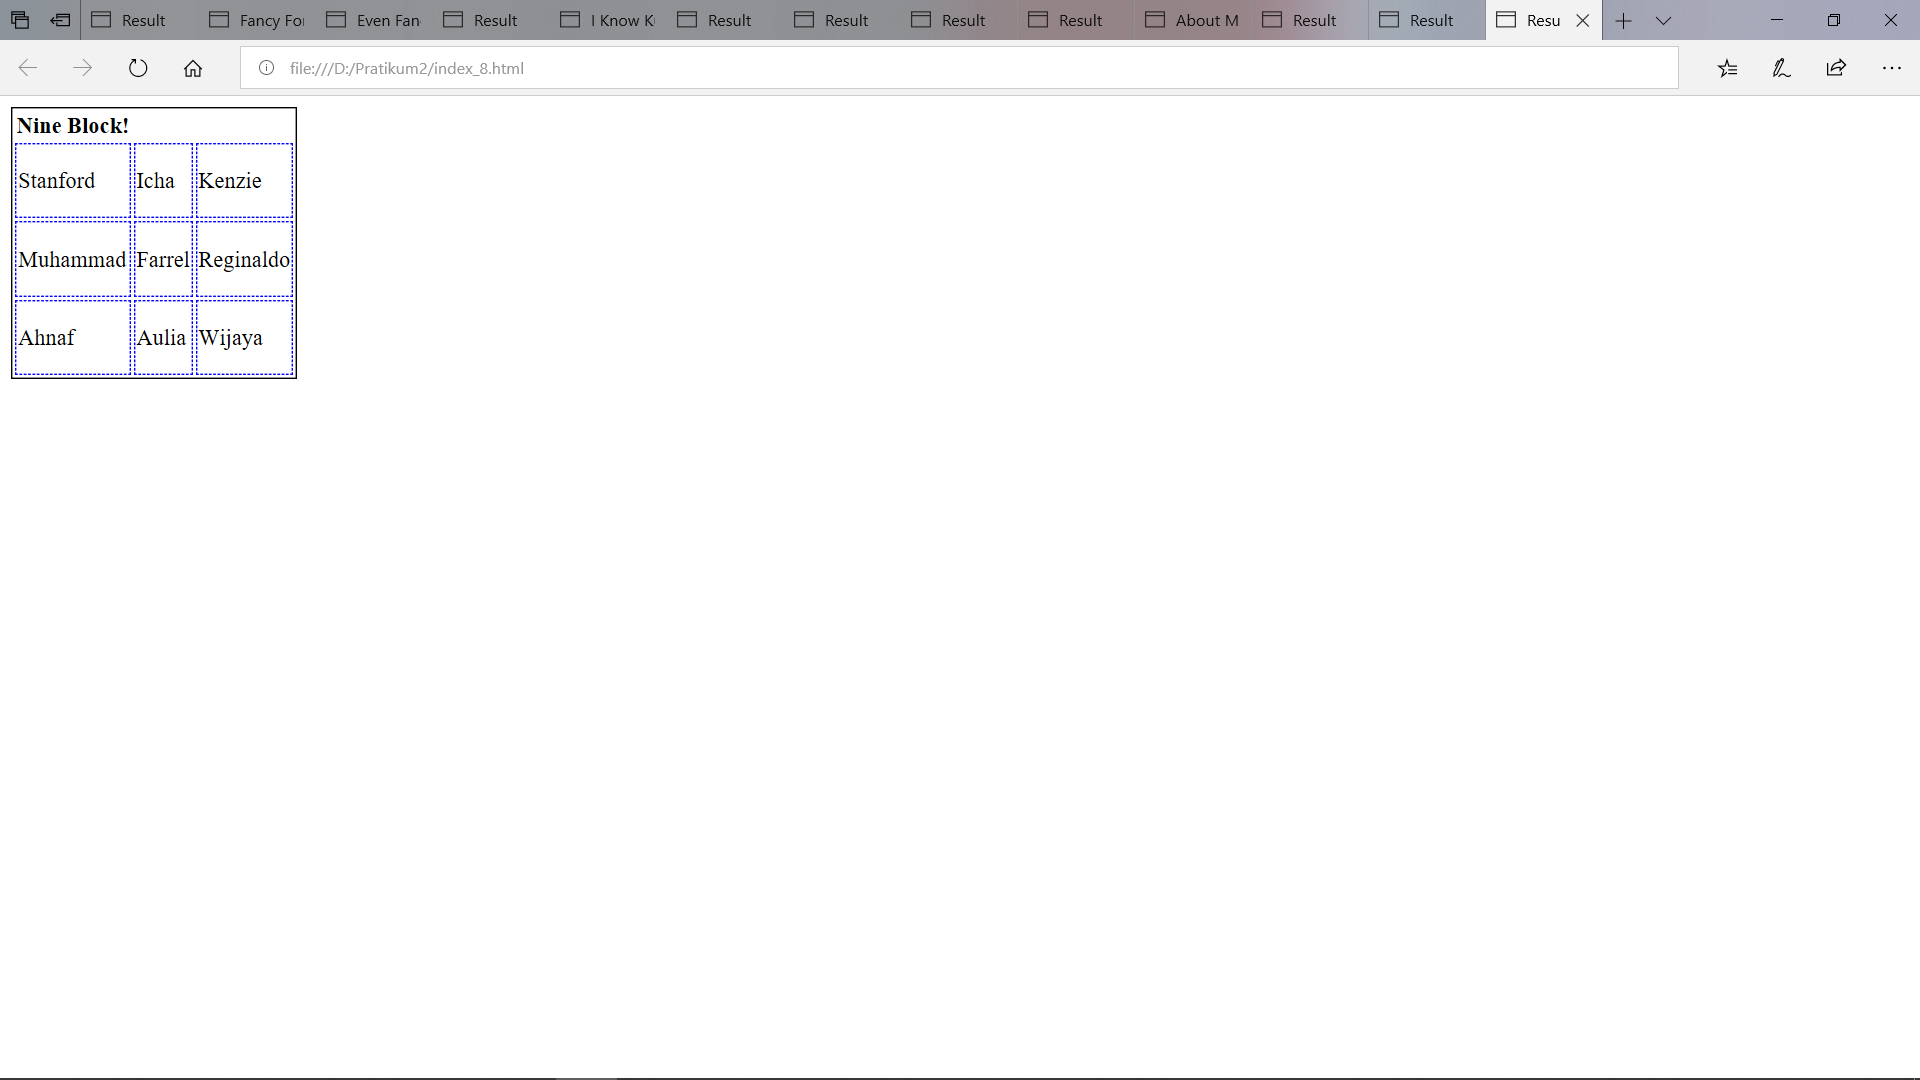 Result Fancy For Even Fan Result I Know K Result Result Result Result About M Result Result Resu
file:///D:/Pratikum2/index_8.html
Nine Block!
Stanford Icha Kenzie
Muhammad Farrel Reginaldo
Ahnaf Aulia Wijaya